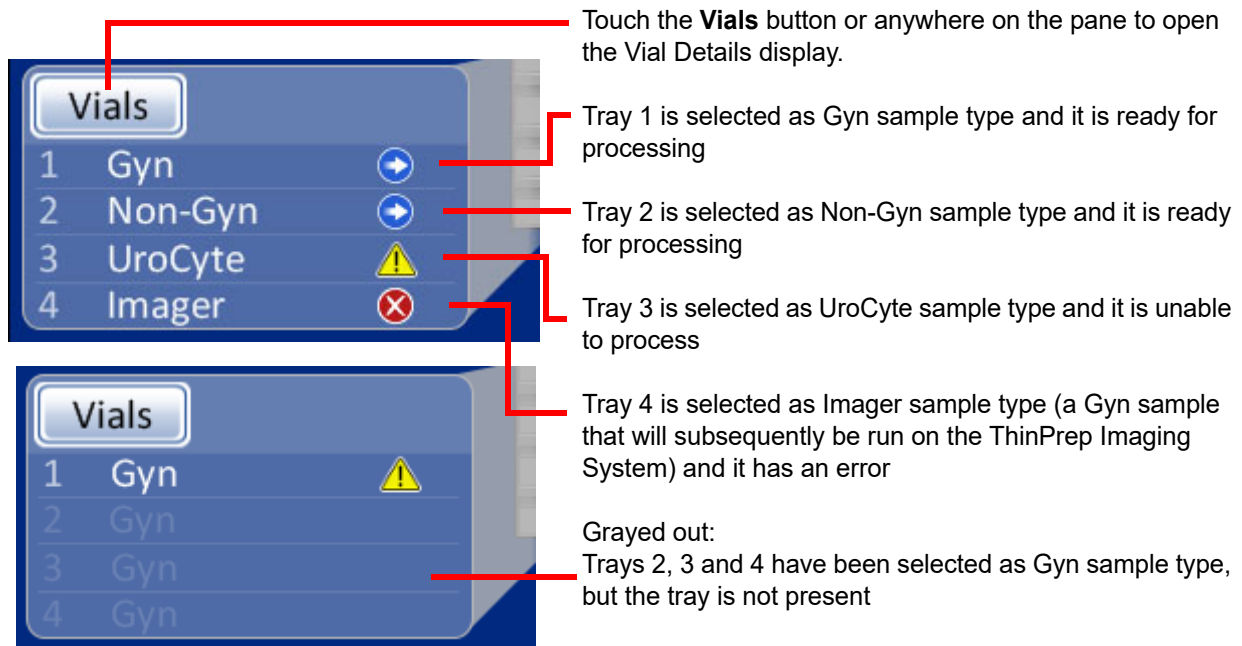 Touch the Vials button or anywhere on the pane to open
the Vial Details display.
Vials
1 Gyn
2 Non-Gyn
3 UroCyte
4 Imager
Tray 1 is selected as Gyn sample type and it is ready for
processing
Tray 2 is selected as Non-Gyn sample type and it is ready
for processing
Tray 3 is selected as UroCyte sample type and it is unable
to process
Tray 4 is selected as Imager sample type (a Gyn sample
that will subsequently be run on the ThinPrep Imaging
System) and it has an error
Vials
1 Gyn
2 Gyn
3 Gyn
4 Gyn
Grayed out:
Trays 2, 3 and 4 have been selected as Gyn sample type,
but the tray is not present